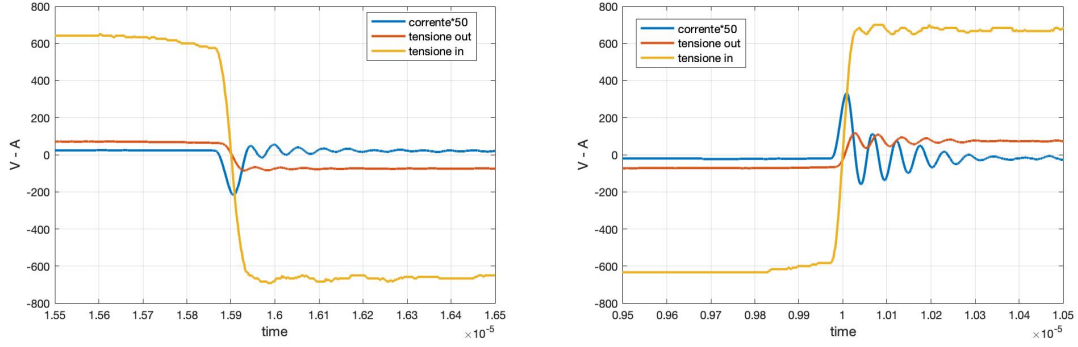 800
600
400
200
0
-200
-400
-600
-800
V - A
corrente*50
tensione out
tensione in
1.55 1.56 1.57 1.58 1.59 1.6 1.61 1.62 1.63 1.64 1.65
time
×10-5
800
600
400
200
0
-200
-400
-600
-800
V - A
corrente*50
tensione out
tensione in
0.95 0.96 0.97 0.98 0.99 1 1.01 1.02 1.03 1.04 1.05
time
×10-5